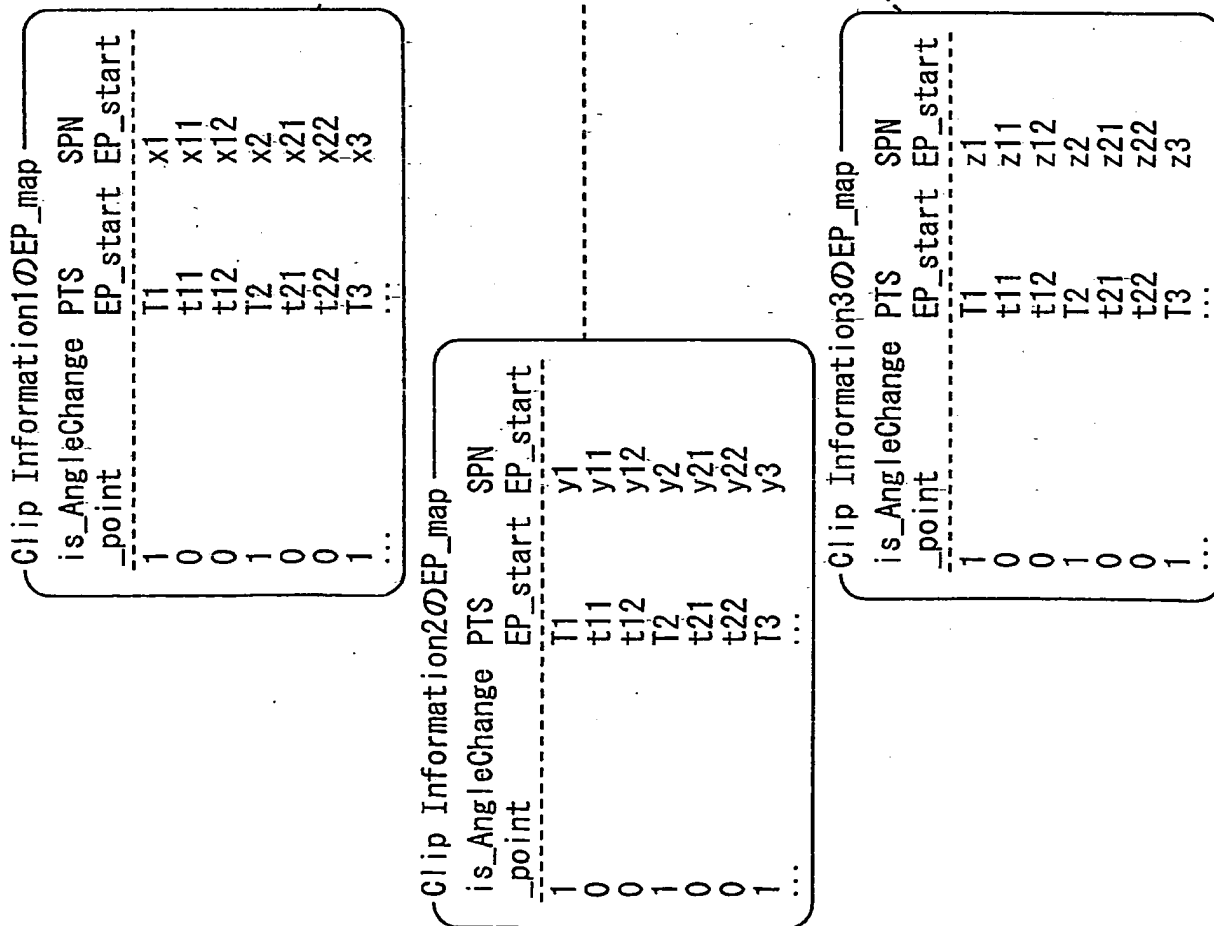 Clip Information1のEP_map
is_AngleChange PTS SPN
_point EP_start EP_start
1 T1 x1
0 t11 x11
0 t12 x12
1 T2 x2
0 t21 x21
0 t22 x22
1 T3 x3
... ...
Clip Information2のEP_map
is_AngleChange PTS SPN
_point EP_start EP_start
1 T1 y1
0 t11 y11
0 t12 y12
1 T2 y2
0 t21 y21
0 t22 y22
1 T3 y3
... ...
Clip Information3のEP_map
is_AngleChange PTS SPN
_point EP_start EP_start
1 T1 z1
0 t11 z11
0 t12 z12
1 T2 z2
0 t21 z21
0 t22 z22
1 T3 z3
... ...